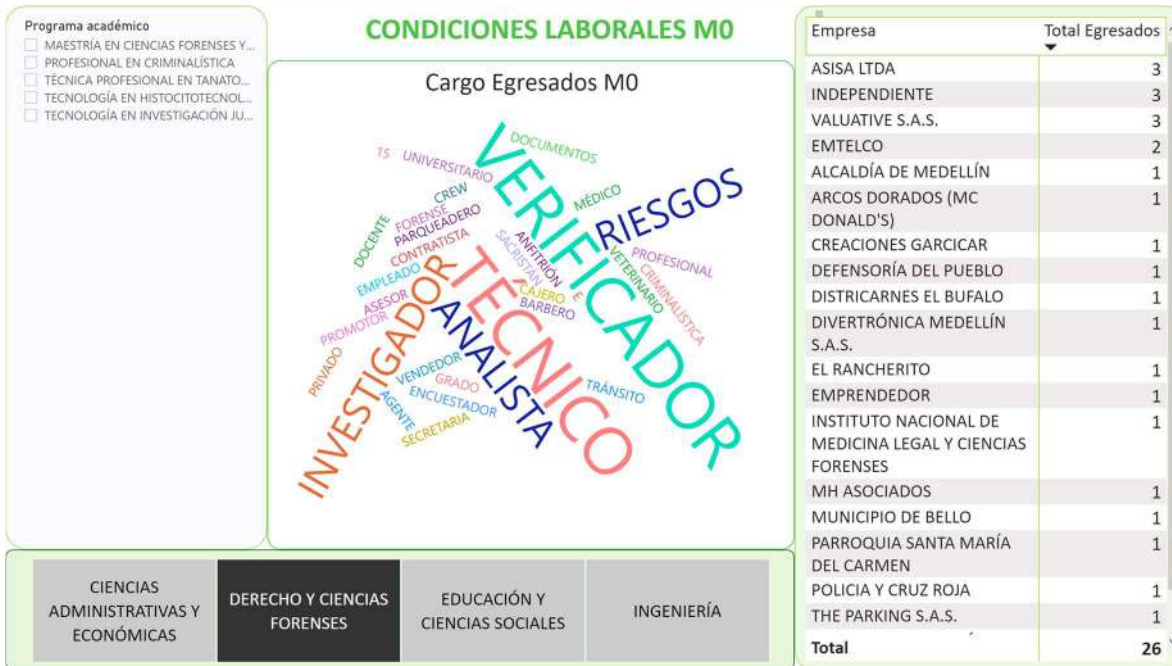 Programa académico
MAESTRÍA EN CIENCIAS FORENSES Y...
PROFESIONAL EN CRIMINALÍSTICA
TÉCNICA PROFESIONAL EN TANATO...
TECNOLOGÍA EN HISTOCITOTECNOL...
TECNOLOGÍA EN INVESTIGACIÓN JU...
CONDICIONES LABORALES M0
Cargo Egresados M0
DOCUMENTOS
15
UNIVERSITARIO
VERIFICADOR
RIESGOS
CREW
MÉDICO
FORENSE
PARQUEADERO
DOCENTE
CONTRATISTA
SACRISTÁN
ANFITRIÓN
E
VETERINARIO
PROFESIONAL
CRIMINALÍSTICA
EMPLEADO
ASESOR
PROMOTOR
CAJERO
BARBERO
TÉCNICO
INVESTIGADOR
ANALISTA
PRIVADO
VENDEDOR
GRADO
ENCUESTADOR
AGENTE
SECRETARIA
TRÁNSITO
Empresa Total Egresados
ASISA LTDA 3
INDEPENDIENTE 3
VALUATIVE S.A.S. 3
EMTELCO 2
ALCALDÍA DE MEDELLÍN 1
ARCOS DORADOS (MC 1
DONALD'S)
CREACIONES GARCICAR 1
DEFENSORÍA DEL PUEBLO 1
DISTRICARNES EL BUFALO 1
DIVERTRÓNICA MEDELLÍN 1
S.A.S.
EL RANCHERITO 1
EMPRENDEDOR 1
INSTITUTO NACIONAL DE 1
MEDICINA LEGAL Y CIENCIAS
FORENSES
MH ASOCIADOS 1
MUNICIPIO DE BELLO 1
PARROQUIA SANTA MARÍA 1
DEL CARMEN
POLICIA Y CRUZ ROJA 1
THE PARKING S.A.S. 1
Total 26
CIENCIAS
ADMINISTRATIVAS Y
ECONÓMICAS
DERECHO Y CIENCIAS
FORENSES
EDUCACIÓN Y
CIENCIAS SOCIALES
INGENIERÍA